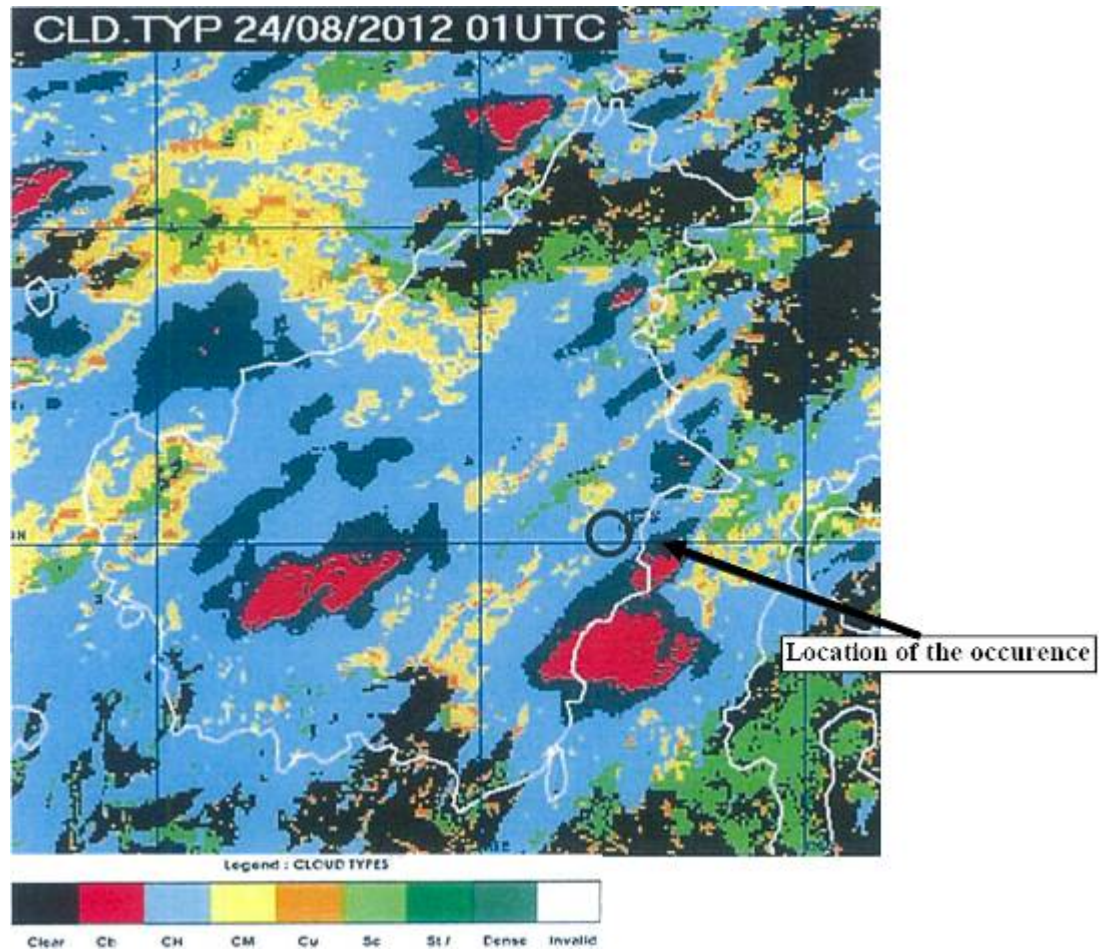 CLD.TYP 24/08/2012 01UTC
Location of the occurence
Legend : CLOUD TYPES
Clear Cb CH CM Cu Sc St / Dense Invalid